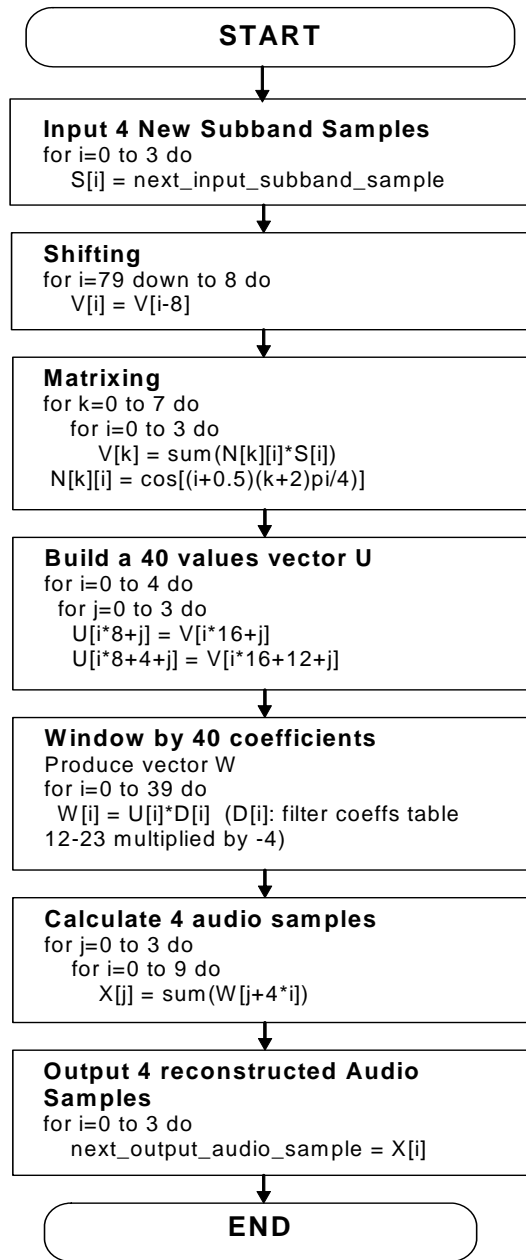 START
Input 4 New Subband Samples
for i=0 to 3 do
S[i] = next_input_subband_sample
Shifting
for i=79 down to 8 do
V[i] = V[i-8]
Matrixing
for k=0 to 7 do
for i=0 to 3 do
V[k] = sum(N[k][i]*S[i])
N[k][i] = cos[(i+0.5)(k+2)pi/4)]
Build a 40 values vector U
for i=0 to 4 do
for j=0 to 3 do
U[i*8+j] = V[i*16+j]
U[i*8+4+j] = V[i*16+12+j]
Window by 40 coefficients
Produce vector W
for i=0 to 39 do
W[i] = U[i]*D[i] (D[i]: filter coeffs table
12-23 multiplied by -4)
Calculate 4 audio samples
for j=0 to 3 do
for i=0 to 9 do
X[j] = sum(W[j+4*i])
Output 4 reconstructed Audio
Samples
for i=0 to 3 do
next_output_audio_sample = X[i]
END